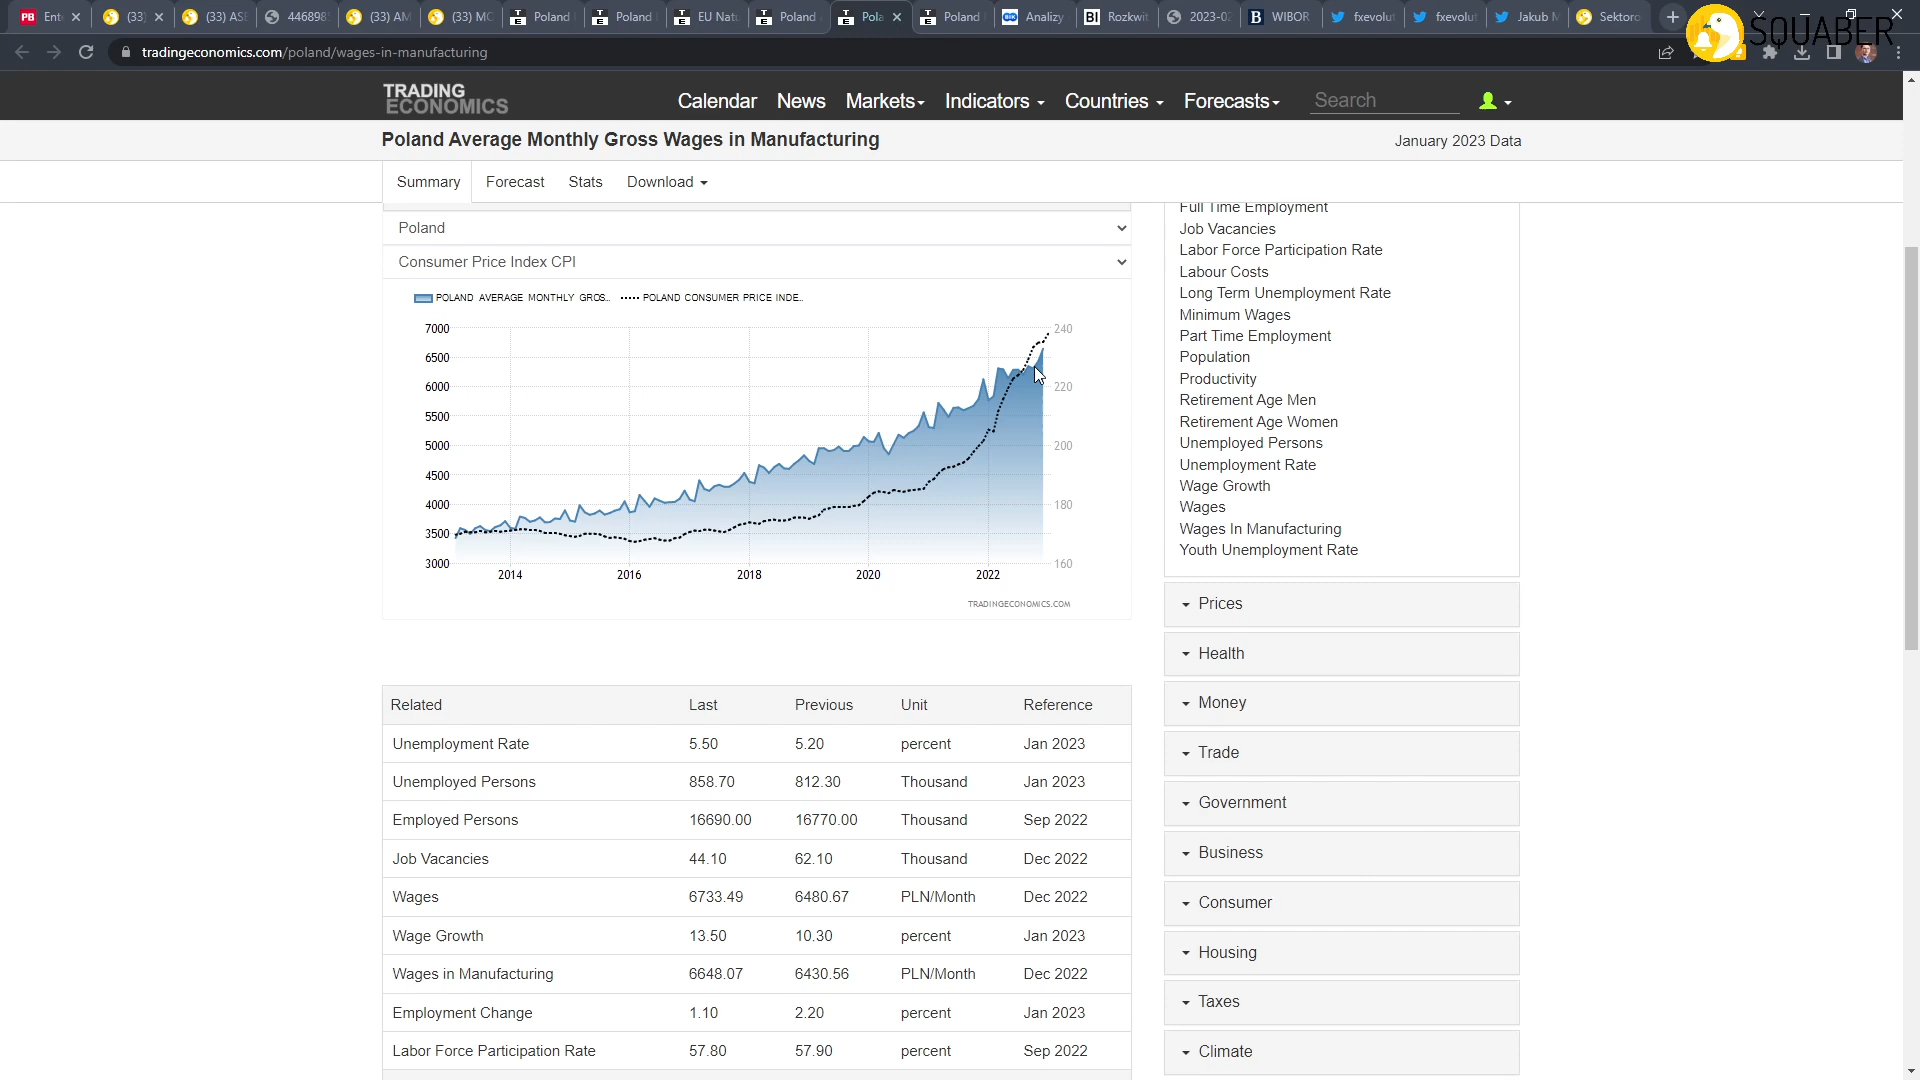 Ent
(33)
(33) ASE
446898
(33) AM
(33) MC
Poland
Poland
EU Natu
Poland
Pola
Poland
Analizy
Rozkwit
2023-02
WIBOR
fxevolut
fxevolut
Jakub M
Sektoro
SQUABER
tradingeconomics.com/poland/wages-in-manufacturing
TRADING
ECONOMICS
Calendar
News
Markets
Indicators
Countries
Forecasts
Search
Poland Average Monthly Gross Wages in Manufacturing
January 2023 Data
Summary
Forecast
Stats
Download
Poland
Consumer Price Index CPI
POLAND AVERAGE MONTHLY GROS..
POLAND CONSUMER PRICE INDE..
7000
6500
6000
5500
5000
4500
4000
3500
3000
240
220
200
180
160
2014
2016
2018
2020
2022
TRADINGECONOMICS.COM
Related Last Previous Unit Reference
Unemployment Rate 5.50 5.20 percent Jan 2023
Unemployed Persons 858.70 812.30 Thousand Jan 2023
Employed Persons 16690.00 16770.00 Thousand Sep 2022
Job Vacancies 44.10 62.10 Thousand Dec 2022
Wages 6733.49 6480.67 PLN/Month Dec 2022
Wage Growth 13.50 10.30 percent Jan 2023
Wages in Manufacturing 6648.07 6430.56 PLN/Month Dec 2022
Employment Change 1.10 2.20 percent Jan 2023
Labor Force Participation Rate 57.80 57.90 percent Sep 2022
Full Time Employment
Job Vacancies
Labor Force Participation Rate
Labour Costs
Long Term Unemployment Rate
Minimum Wages
Part Time Employment
Population
Productivity
Retirement Age Men
Retirement Age Women
Unemployed Persons
Unemployment Rate
Wage Growth
Wages
Wages In Manufacturing
Youth Unemployment Rate
Prices
Health
Money
Trade
Government
Business
Consumer
Housing
Taxes
Climate